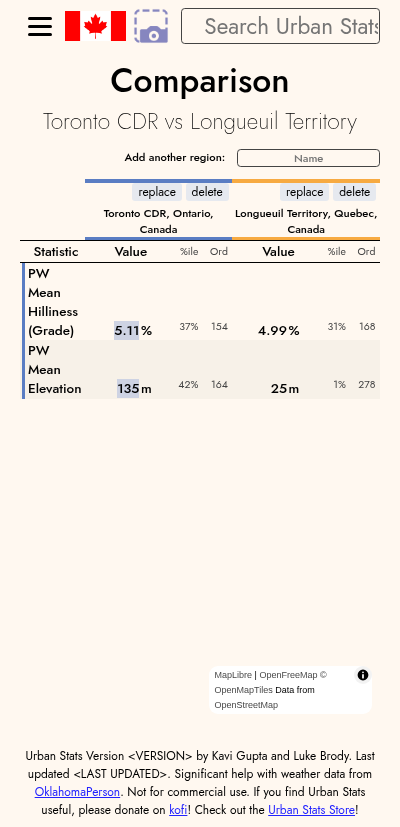 Search Urban Stats
Comparison
Toronto CDR vs Longueuil Territory
Add another region: Name
replace delete replace delete
Toronto CDR, Ontario, Canada
Longueuil Territory, Quebec, Canada
Statistic Value %ile Ord Value %ile Ord
PW
Mean
Hilliness
(Grade) 5.11% 37% 154 4.99% 31% 168
PW
Mean
Elevation 135m 42% 164 25m 1% 278
MapLibre | OpenFreeMap ©
OpenMapTiles Data from
OpenStreetMap
Urban Stats Version <VERSION> by Kavi Gupta and Luke Brody. Last
updated <LAST UPDATED>. Significant help with weather data from
OklahomaPerson. Not for commercial use. If you find Urban Stats
useful, please donate on kofi! Check out the Urban Stats Store!